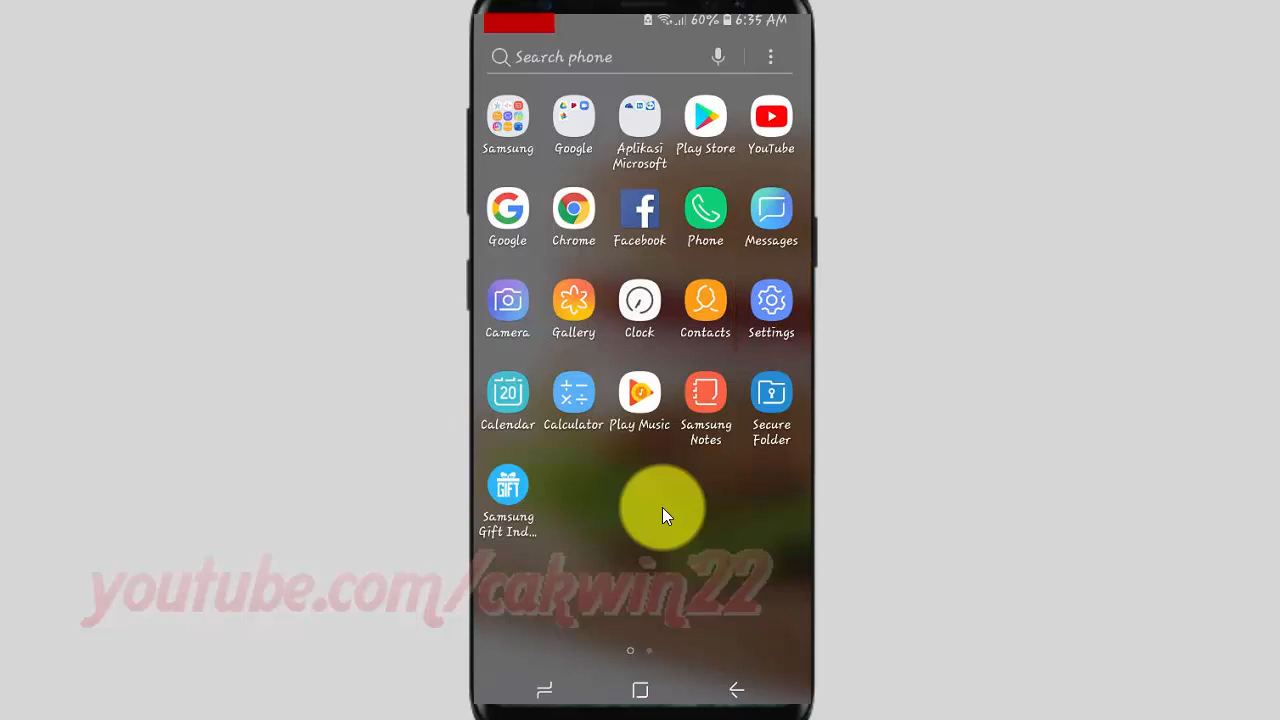 60% 6:35 AM
Search phone
Samsung
Google
Aplikasi
Microsoft
Play Store
YouTube
Google
Chrome
Facebook
Phone
Messages
Camera
Gallery
Clock
Contacts
Settings
20
Calendar
Calculator
Play Music
Samsung
Notes
Secure
Folder
GIFT
Samsung
Gift Ind...
youtube.com/cakwin22